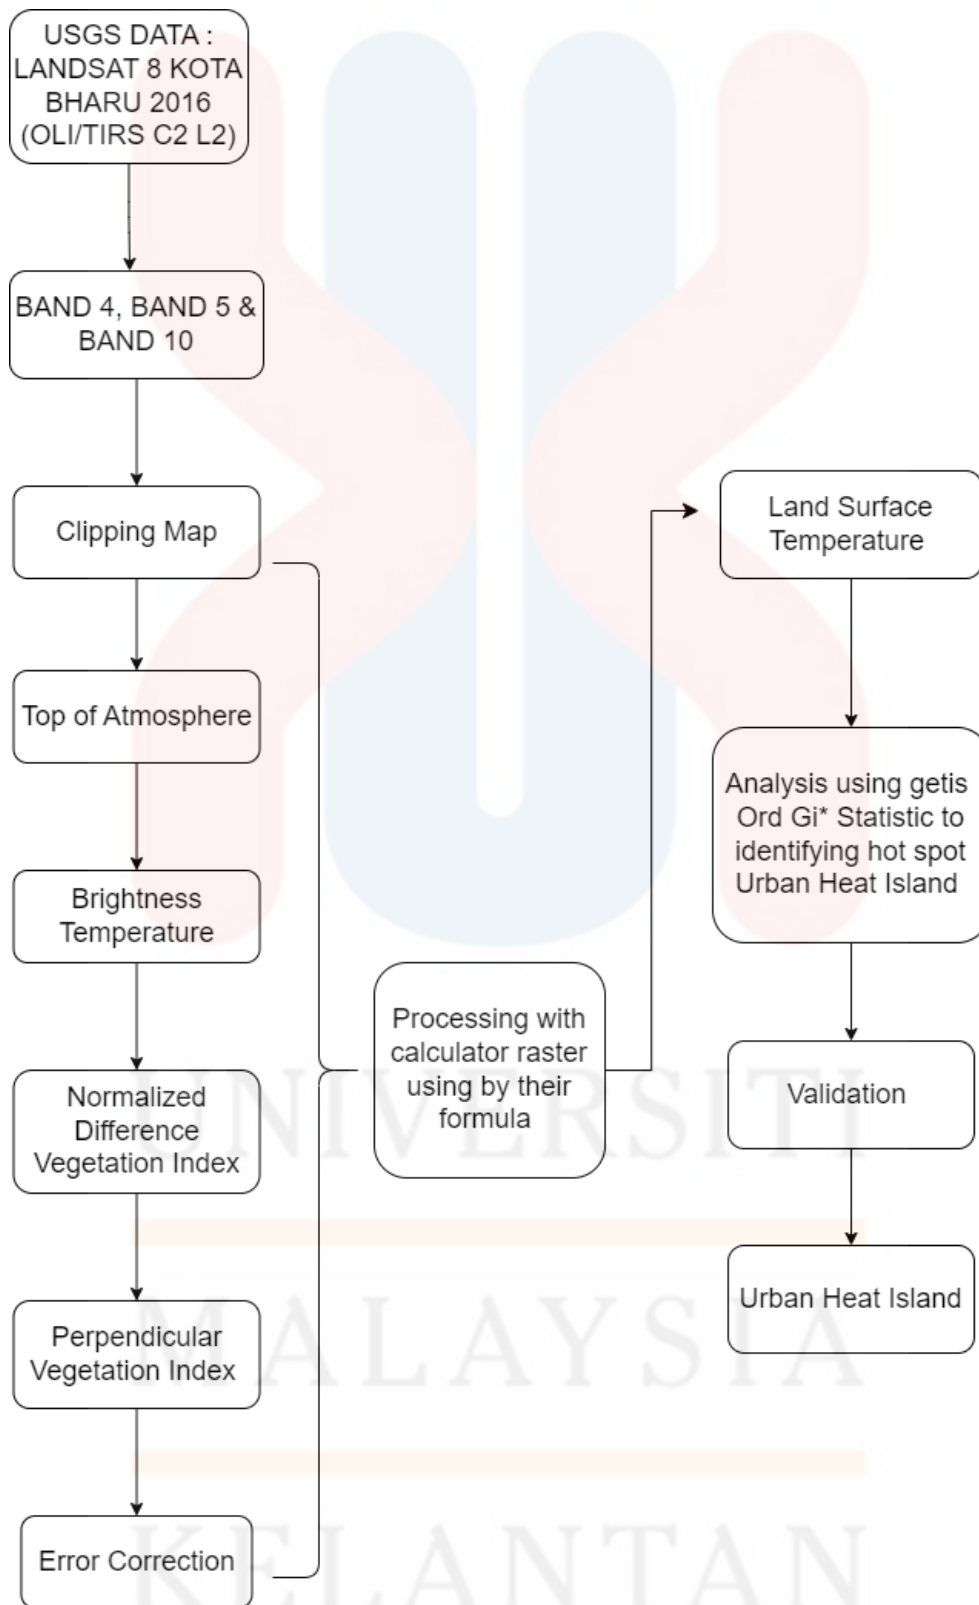 USGS DATA :
LANDSAT 8 KOTA
BHARU 2016
(OLI/TIRS C2 L2)
BAND 4, BAND 5 &
BAND 10
Clipping Map
Top of Atmosphere
Brightness
Temperature
Normalized
Difference
Vegetation Index
Perpendicular
Vegetation Index
Error Correction
Processing with
calculator raster
using by their
formula
Land Surface
Temperature
Analysis using getis
Ord Gi* Statistic to
identifying hot spot
Urban Heat Island
Validation
Urban Heat Island
UNIVERSITI
MALAYSIA
KELANTAN